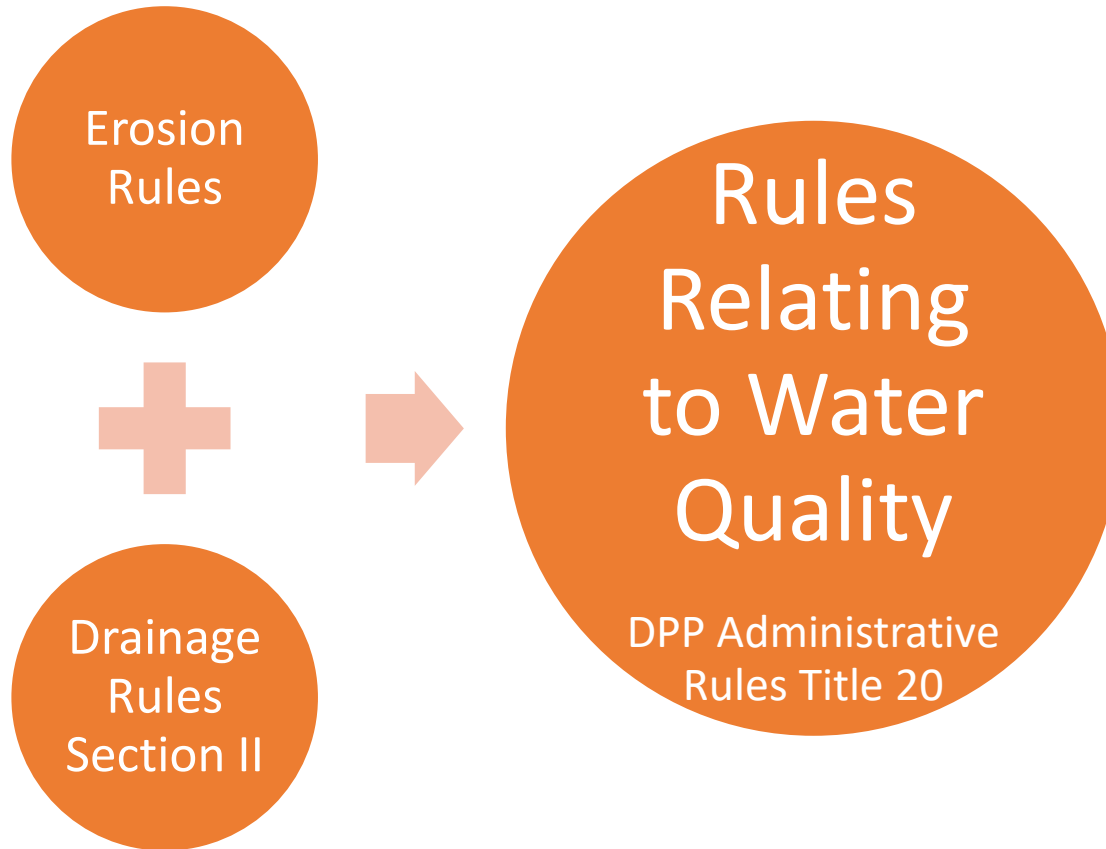 Erosion
Rules
Drainage
Rules
Section II
Rules
Relating
to Water
Quality
DPP Administrative
Rules Title 20